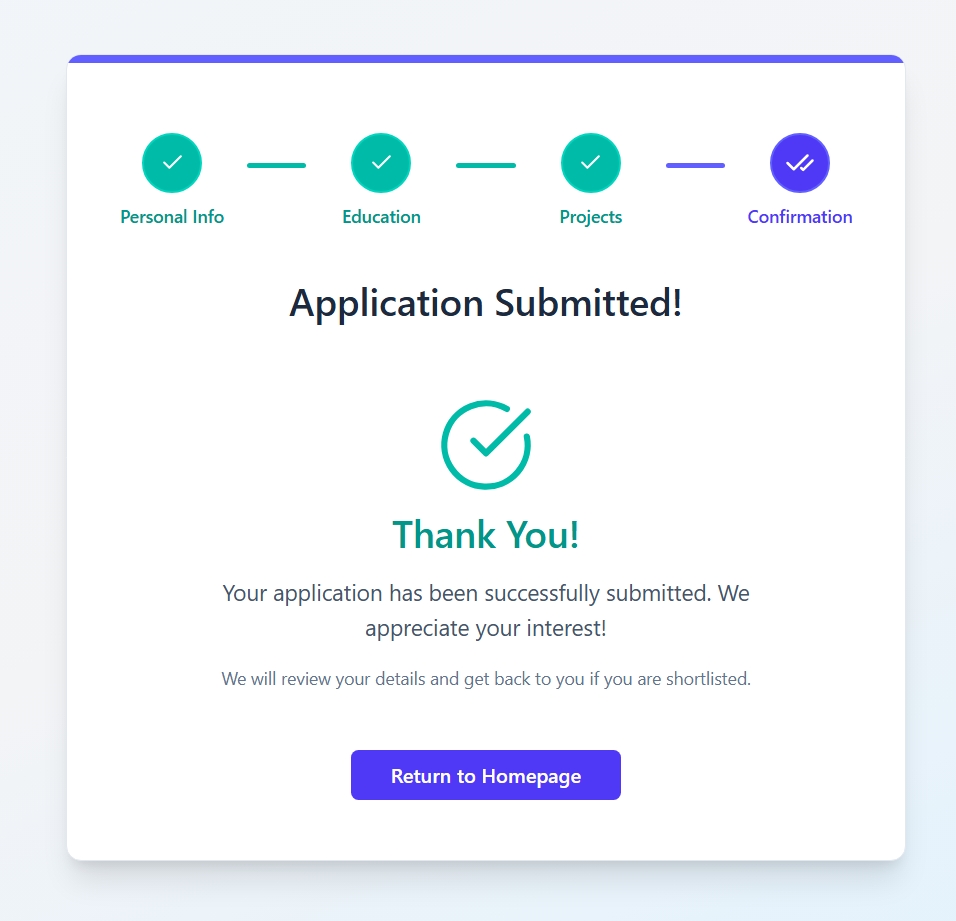 Personal Info
Education
Projects
Confirmation
Application Submitted!
Thank You!
Your application has been successfully submitted. We
appreciate your interest!
We will review your details and get back to you if you are shortlisted.
Return to Homepage